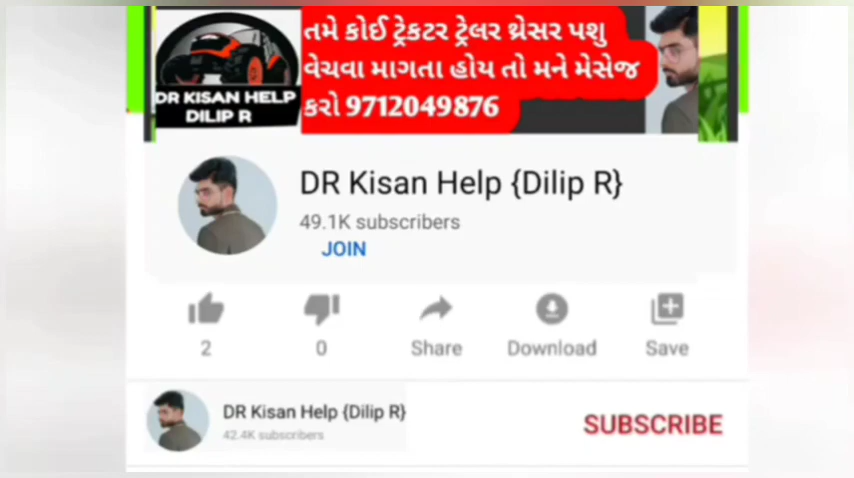 તમે કોઈ ટ્રેકટર ટ્રેલર થ્રેસર પશુ
વેચવા માગતા હોય તો મને મેસેજ
કરો 9712049876
DR KISAN HELP
DILIP R
DR Kisan Help {Dilip R}
49.1K subscribers
JOIN
2
0
Share
Download
Save
DR Kisan Help {Dilip R}
42.4K subscribers
SUBSCRIBE